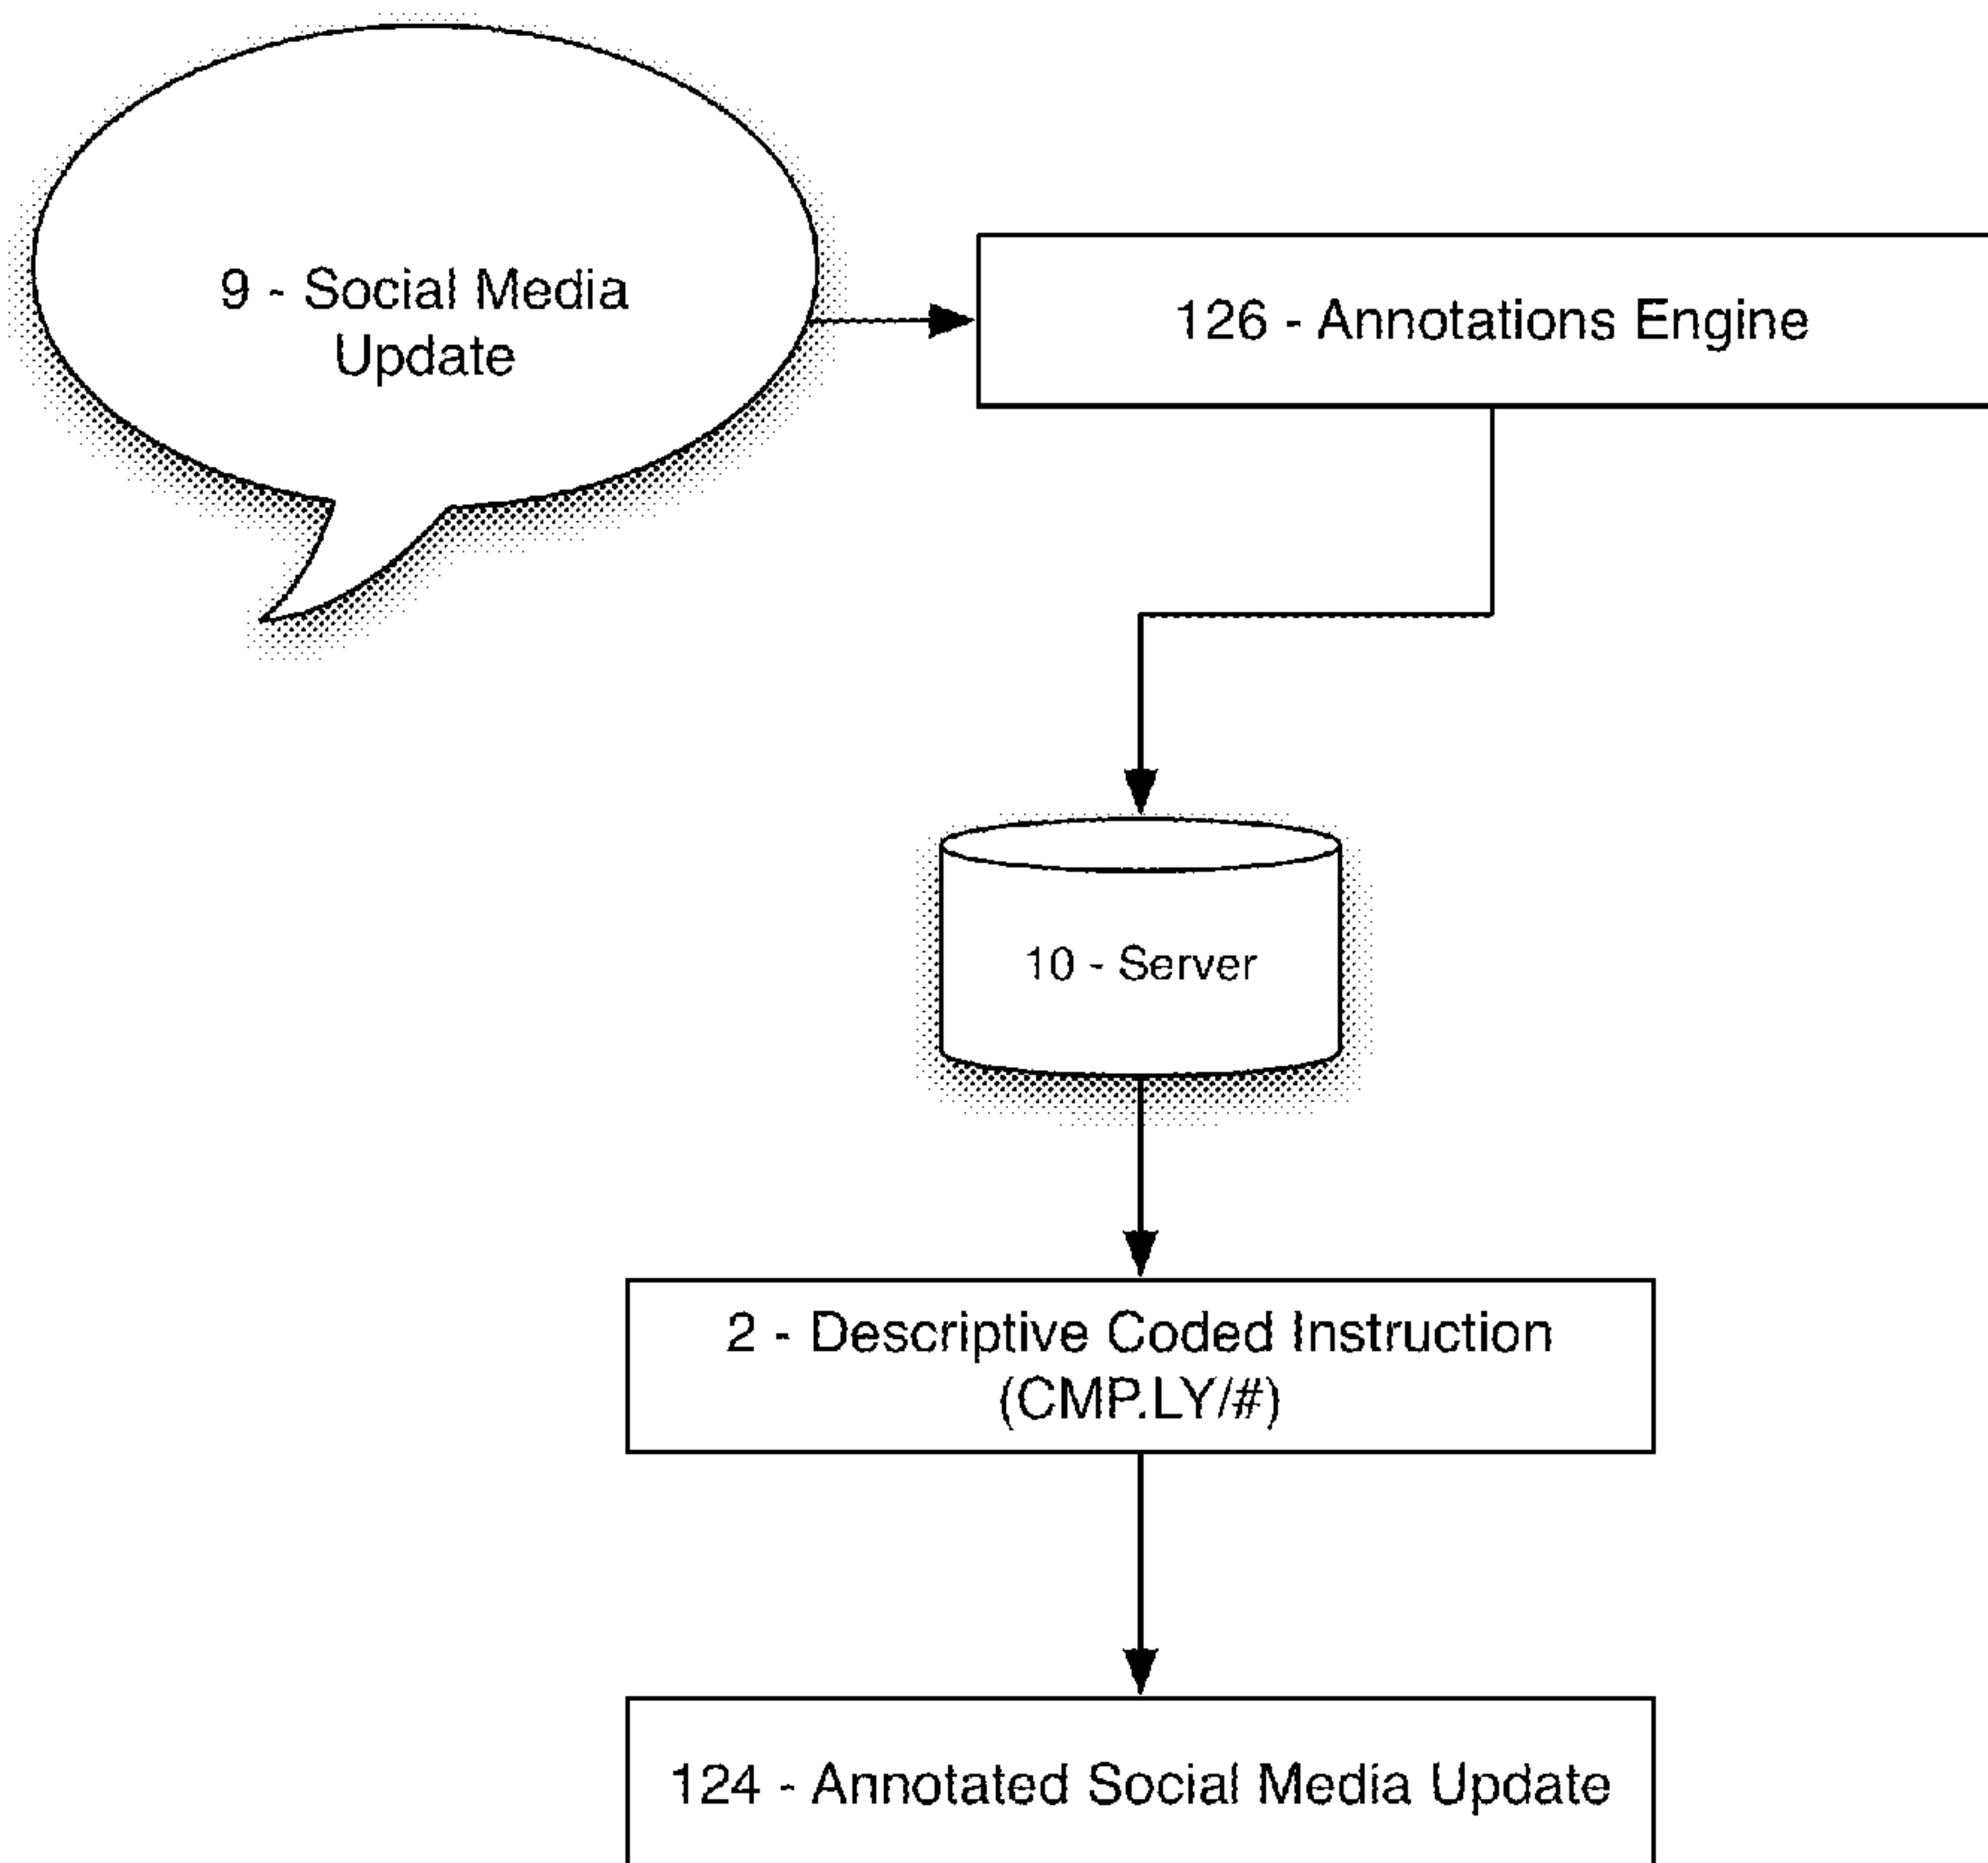 9 - Social Media
Update
126 - Annotations Engine
10 - Server
2 - Descriptive Coded Instruction
(CMP.LY/#)
124 - Annotated Social Media Update